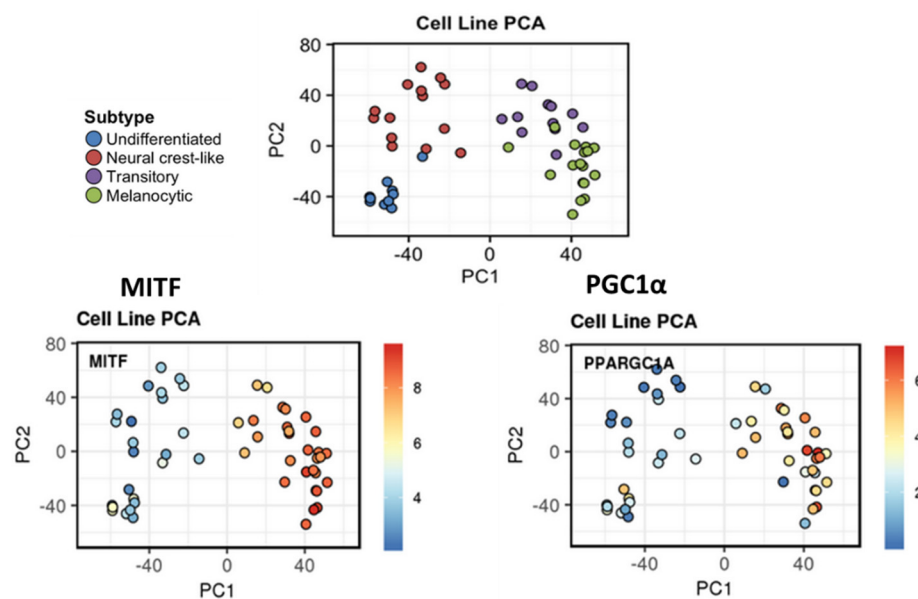 Cell Line PCA
80
40
0
-40
PC2
-40
0
40
PC1
Subtype
Undifferentiated
Neural crest-like
Transitory
Melanocytic
MITF
Cell Line PCA
MITF
80
40
0
-40
PC2
-40
0
40
PC1
8
6
4
PGC1α
Cell Line PCA
PPARGC1A
80
40
0
-40
PC2
-40
0
40
PC1
4